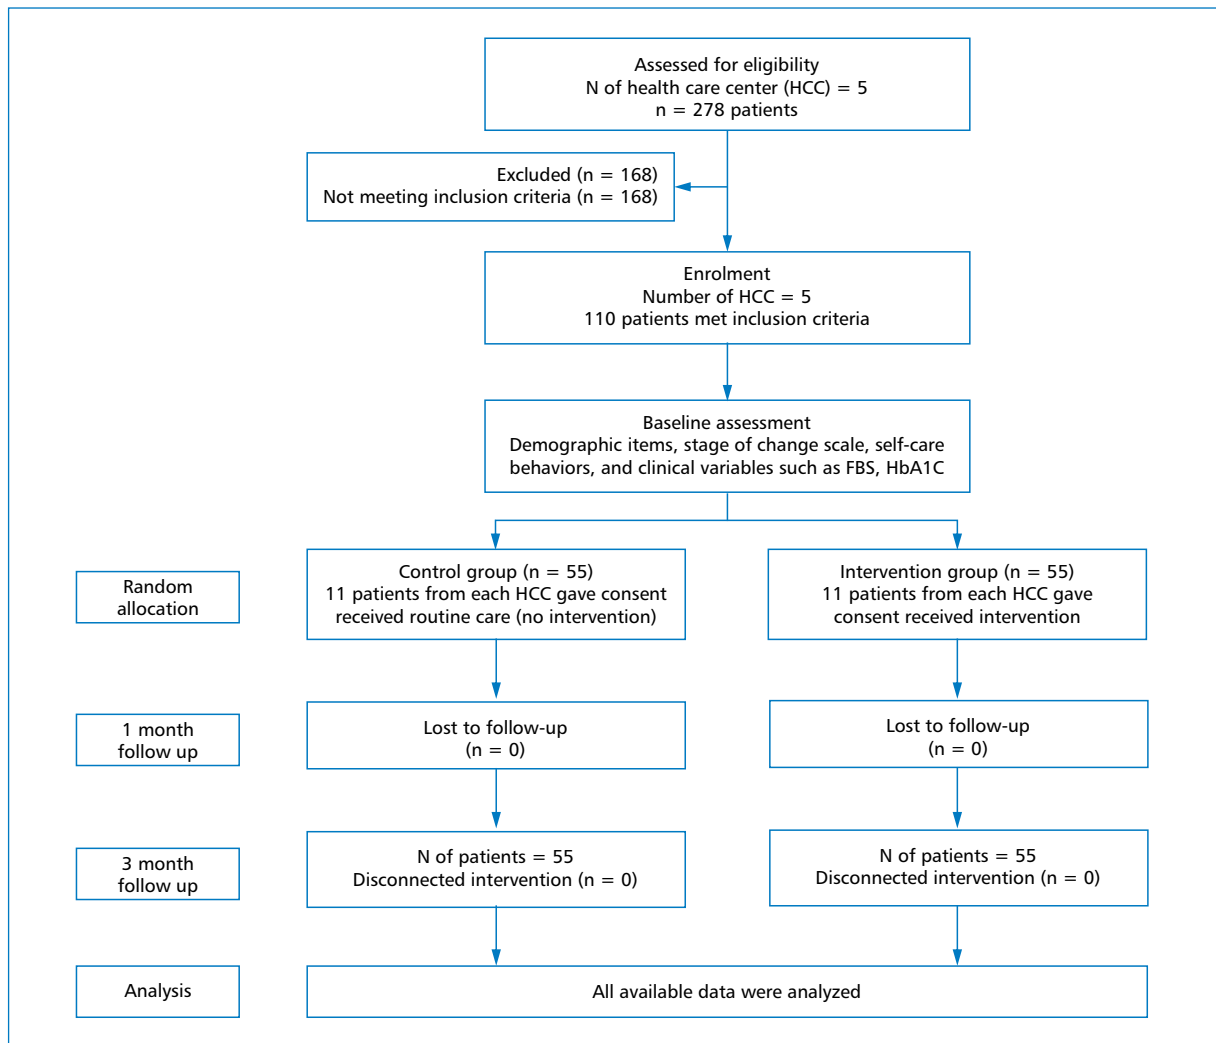 Assessed for eligibility
N of health care center (HCC) = 5
n = 278 patients
Excluded (n = 168)
Not meeting inclusion criteria (n = 168)
Enrolment
Number of HCC = 5
110 patients met inclusion criteria
Baseline assessment
Demographic items, stage of change scale, self-care
behaviors, and clinical variables such as FBS, HbA1C
Random
allocation
Control group (n = 55)
11 patients from each HCC gave consent
received routine care (no intervention)
Intervention group (n = 55)
11 patients from each HCC gave
consent received intervention
1 month
follow up
Lost to follow-up
(n = 0)
Lost to follow-up
(n = 0)
3 month
follow up
N of patients = 55
Disconnected intervention (n = 0)
N of patients = 55
Disconnected intervention (n = 0)
Analysis
All available data were analyzed